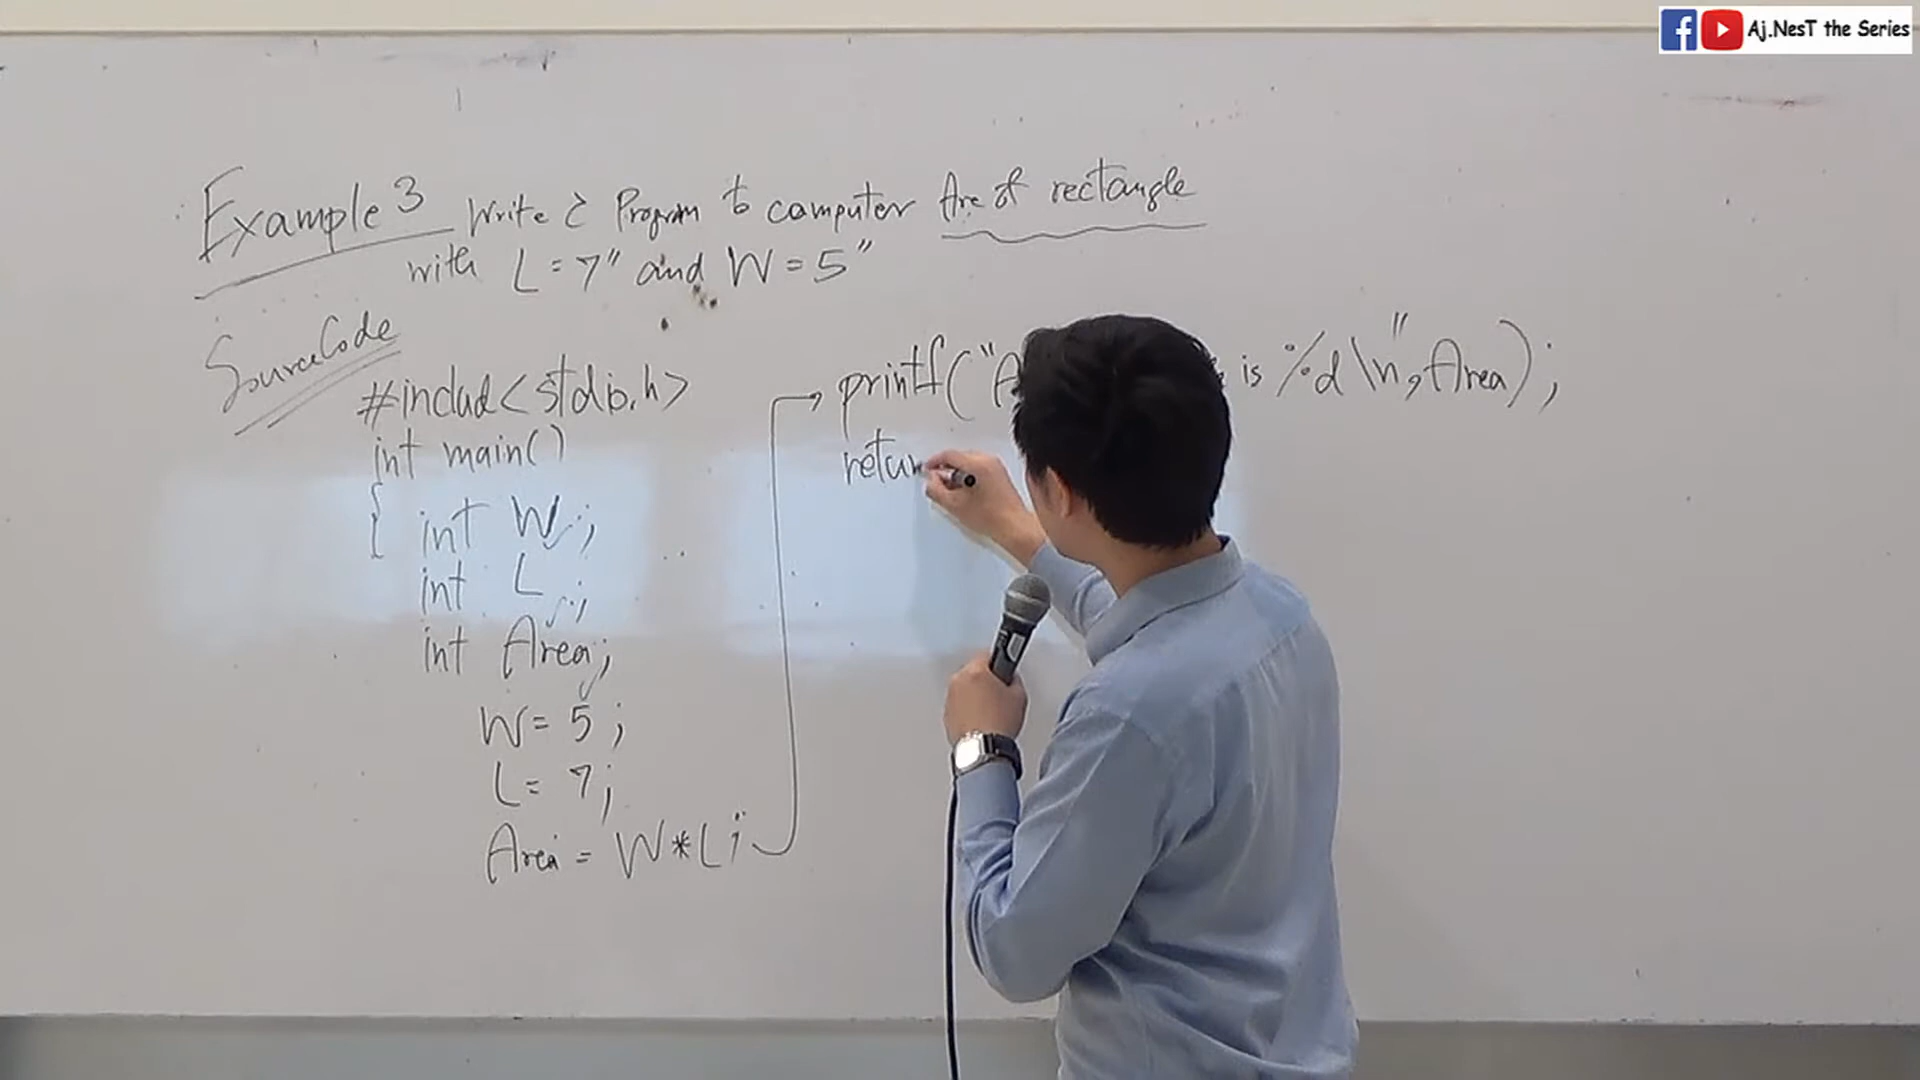 Aj.NesT the Series
Example 3 Write C Program to computer Are of rectangle
with L = 7" and W = 5"
SourceCode
#includ<stdio.h>
int main()
{ int W;
int L;
int Area;
W = 5;
L = 7;
Area = W*L;
printf("A is %d \n", Area);
retur